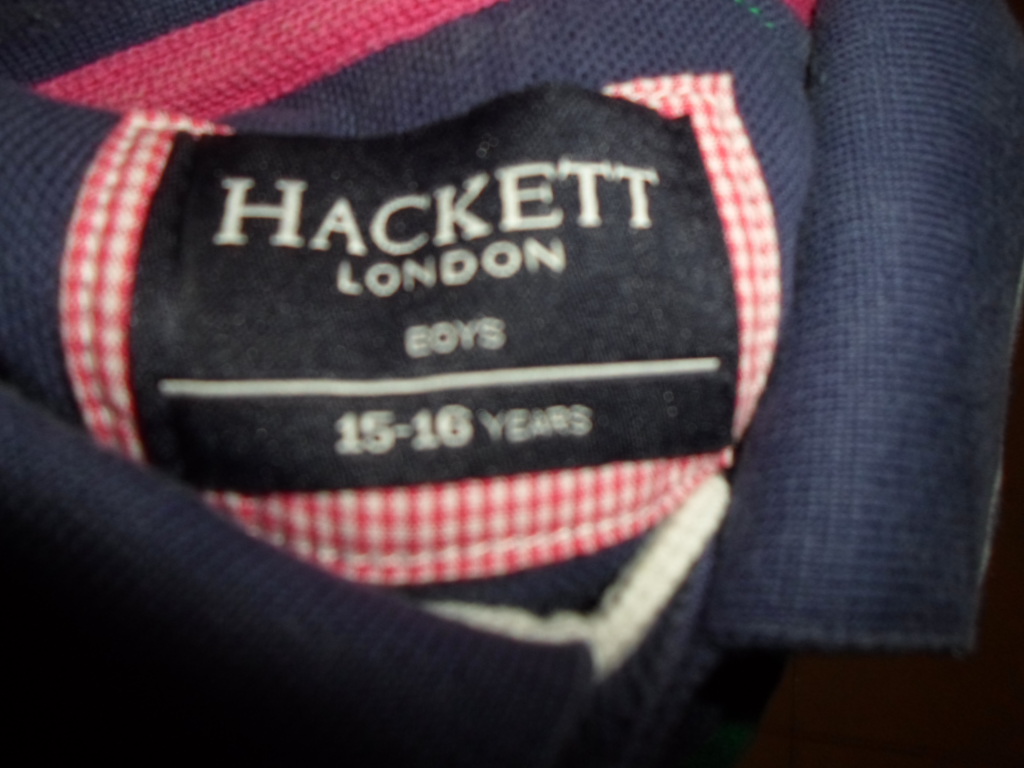 HACKETT
LONDON
BOYS
15-16 YEARS